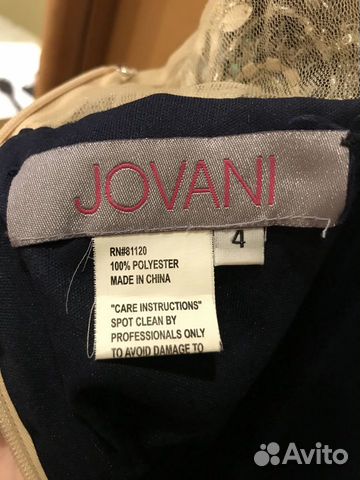 JOVANI
4
RN#81120
100% POLYESTER
MADE IN CHINA
"CARE INSTRUCTIONS"
SPOT CLEAN BY
PROFESSIONALS ONLY
TO AVOID DAMAGE TO
Avito